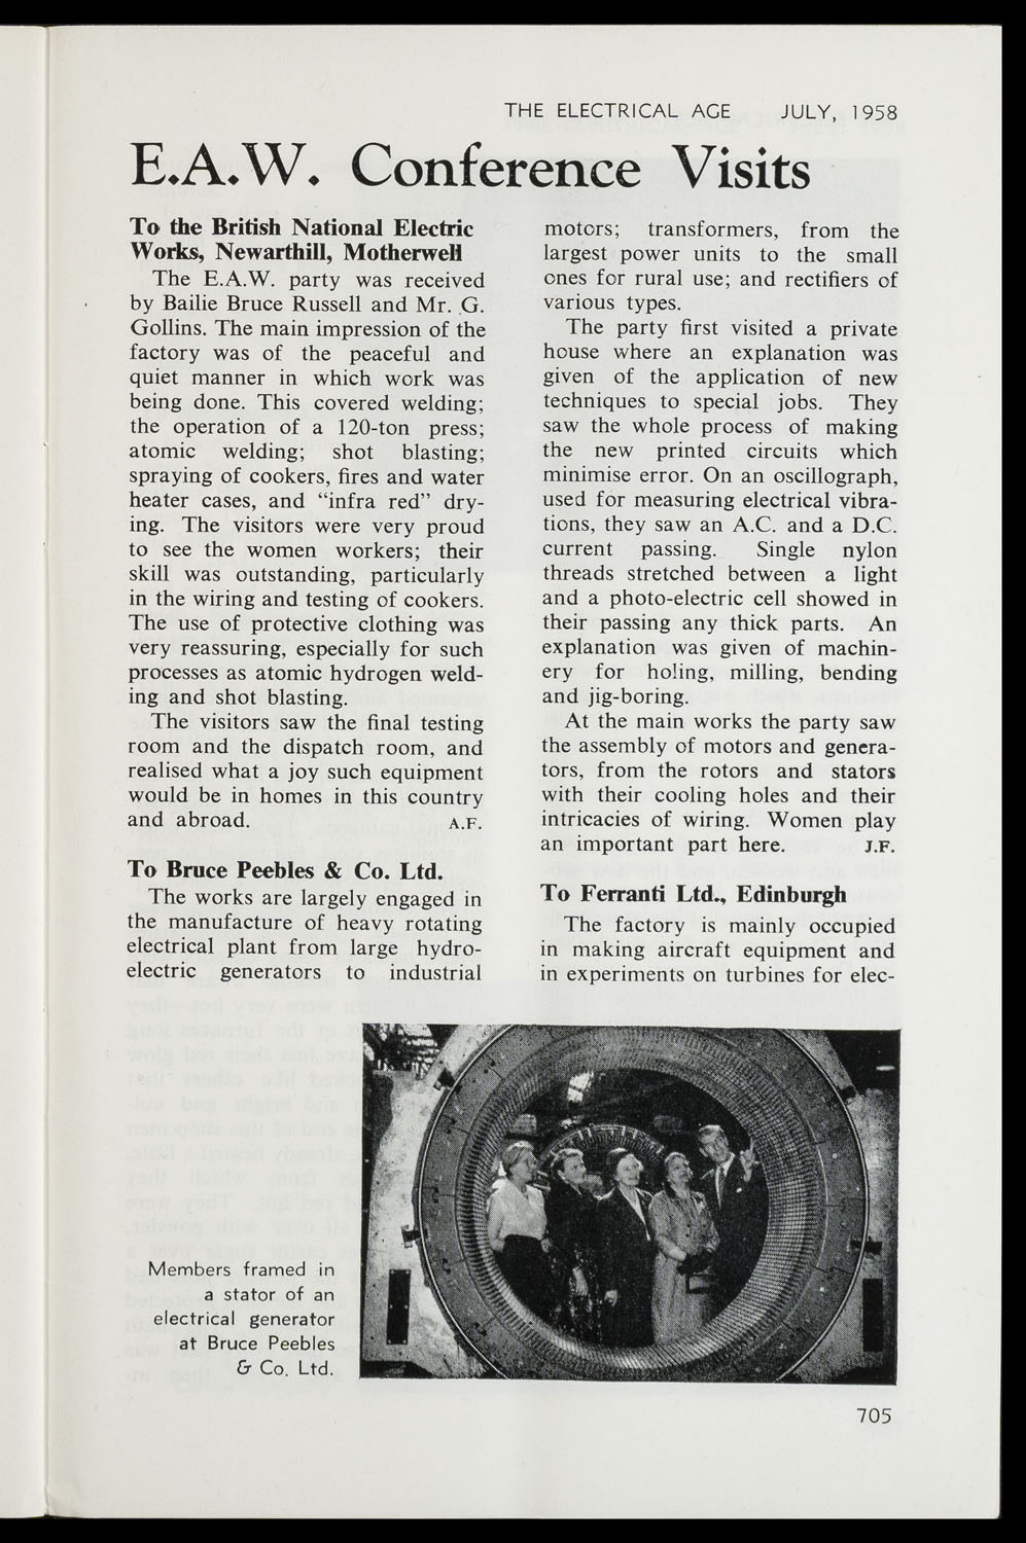 THE ELECTRICAL AGE JULY, 1958
E.A.W. Conference Visits
To the British National Electric
Works, Newarthill, Motherwell
The E.A.W. party was received
by Bailie Bruce Russell and Mr. G.
Gollins. The main impression of the
factory was of the peaceful and
quiet manner in which work was
being done. This covered welding;
the operation of a 120-ton press;
atomic welding; shot blasting;
spraying of cookers, fires and water
heater cases, and "infra red" dry-
ing. The visitors were very proud
to see the women workers; their
skill was outstanding, particularly
in the wiring and testing of cookers.
The use of protective clothing was
very reassuring, especially for such
processes as atomic hydrogen weld-
ing and shot blasting.
The visitors saw the final testing
room and the dispatch room, and
realised what a joy such equipment
would be in homes in this country
and abroad. A.F.
To Bruce Peebles & Co. Ltd.
The works are largely engaged in
the manufacture of heavy rotating
electrical plant from large hydro-
electric generators to industrial
motors; transformers, from the
largest power units to the small
ones for rural use; and rectifiers of
various types.
The party first visited a private
house where an explanation was
given of the application of new
techniques to special jobs. They
saw the whole process of making
the new printed circuits which
minimise error. On an oscillograph,
used for measuring electrical vibra-
tions, they saw an A.C. and a D.C.
current passing. Single nylon
threads stretched between a light
and a photo-electric cell showed in
their passing any thick parts. An
explanation was given of machin-
ery for holing, milling, bending
and jig-boring.
At the main works the party saw
the assembly of motors and genera-
tors, from the rotors and stators
with their cooling holes and their
intricacies of wiring. Women play
an important part here. J.F.
To Ferranti Ltd., Edinburgh
The factory is mainly occupied
in making aircraft equipment and
in experiments on turbines for elec-
Members framed in
a stator of an
electrical generator
at Bruce Peebles
& Co. Ltd.
705